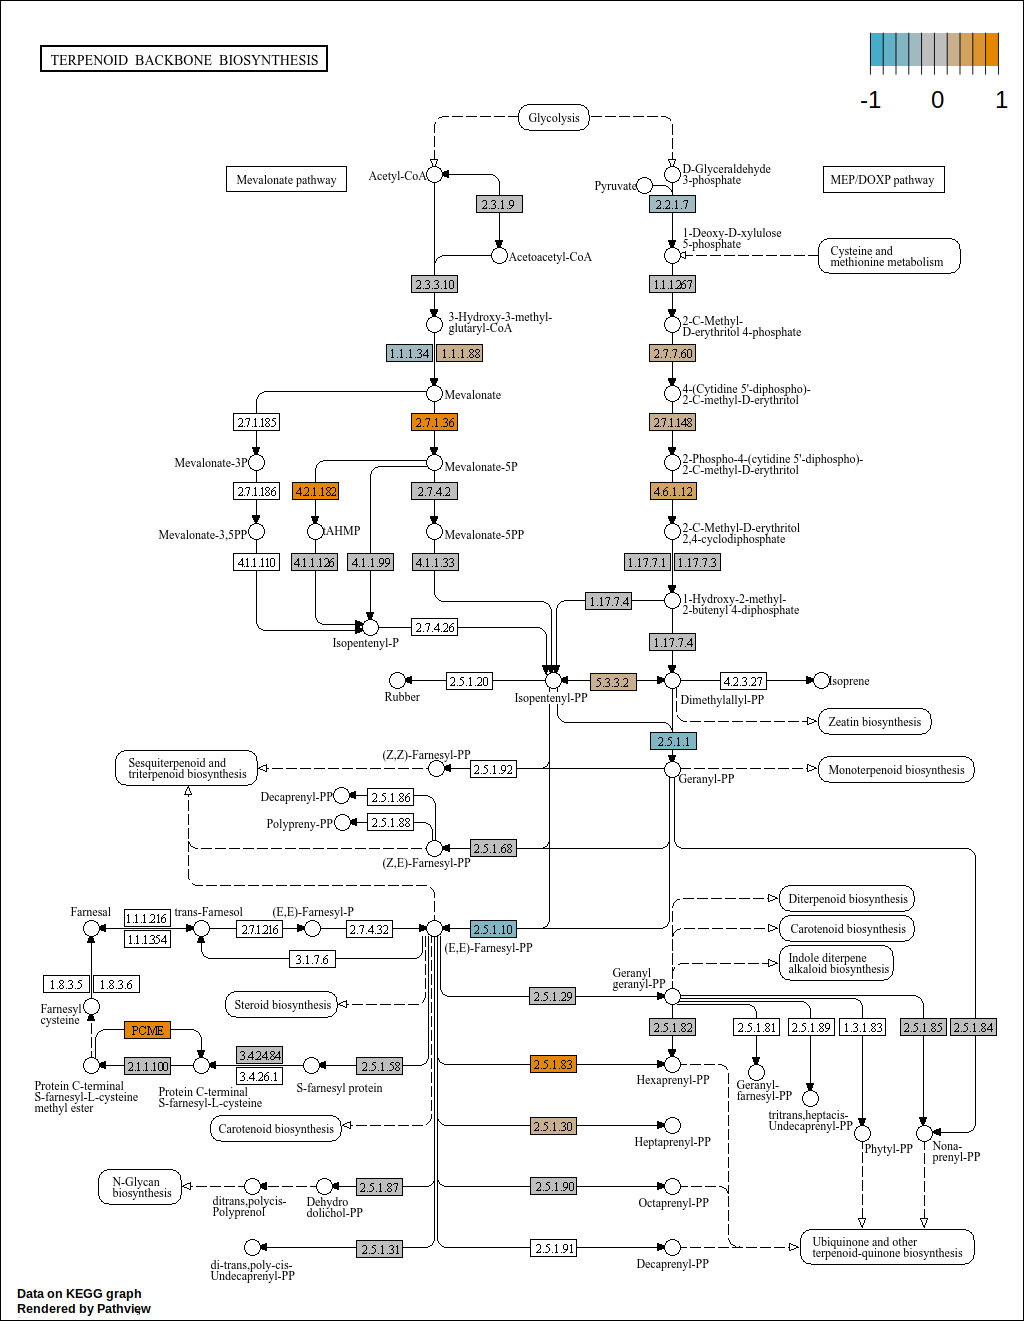 TERPENOID BACKBONE BIOSYNTHESIS
-1 0 1
Glycolysis
Mevalonate pathway
Acetyl-CoA
D-Glyceraldehyde
3-phosphate
MEP/DOXP pathway
Pyruvate
2.3.1.9
2.2.1.7
1-Deoxy-D-xylulose
5-phosphate
Cysteine and
methionine metabolism
Acetoacetyl-CoA
2.3.3.10
1.1.1.267
3-Hydroxy-3-methyl-
glutaryl-CoA
2-C-Methyl-
D-erythritol 4-phosphate
1.1.1.34
1.1.1.88
2.7.7.60
Mevalonate
4-(Cytidine 5'-diphospho)-
2-C-methyl-D-erythritol
2.7.1.185
2.7.1.36
2.7.1.148
Mevalonate-3P
Mevalonate-5P
2-Phospho-4-(cytidine 5'-diphospho)-
2-C-methyl-D-erythritol
2.7.1.186
4.2.1.182
2.7.4.2
4.6.1.12
Mevalonate-3,5PP
tAHMP
Mevalonate-5PP
2-C-Methyl-D-erythritol
2,4-cyclodiphosphate
4.1.1.110
4.1.1.126
4.1.1.99
4.1.1.33
1.17.7.1
1.17.7.3
1.17.7.4
1-Hydroxy-2-methyl-
2-butenyl 4-diphosphate
Isopentenyl-P
2.7.4.26
1.17.7.4
Rubber
2.5.1.20
Isopentenyl-PP
5.3.3.2
Dimethylallyl-PP
4.2.3.27
Isoprene
Zeatin biosynthesis
2.5.1.1
Sesquiterpenoid and
triterpenoid biosynthesis
(Z,Z)-Farnesyl-PP
2.5.1.92
Geranyl-PP
Monoterpenoid biosynthesis
Decaprenyl-PP
2.5.1.86
Polypreny-PP
2.5.1.88
(Z,E)-Farnesyl-PP
2.5.1.68
Farnesal
1.1.1.216
1.1.1.354
trans-Farnesol
2.7.1.216
(E,E)-Farnesyl-P
2.7.4.32
3.1.7.6
(E,E)-Farnesyl-PP
2.5.1.10
Diterpenoid biosynthesis
Carotenoid biosynthesis
Indole diterpene
alkaloid biosynthesis
1.8.3.5
1.8.3.6
Farnesyl
cysteine
Steroid biosynthesis
2.5.1.29
Geranyl
geranyl-PP
PCME
2.5.1.82
2.5.1.81
2.5.1.89
1.3.1.83
2.5.1.85
2.5.1.84
2.1.1.100
3.4.24.84
3.4.26.1
2.5.1.58
2.5.1.83
Protein C-terminal
S-farnesyl-L-cysteine
methyl ester
Protein C-terminal
S-farnesyl-L-cysteine
S-farnesyl protein
Hexaprenyl-PP
Geranyl-
farnesyl-PP
tritrans,heptacis-
Undecaprenyl-PP
Carotenoid biosynthesis
2.5.1.30
Heptaprenyl-PP
Phytyl-PP
Nona-
prenyl-PP
N-Glycan
biosynthesis
ditrans,polycis-
Polyprenol
Dehydro
dolichol-PP
2.5.1.87
2.5.1.90
Octaprenyl-PP
di-trans,poly-cis-
Undecaprenyl-PP
2.5.1.31
2.5.1.91
Decaprenyl-PP
Ubiquinone and other
terpenoid-quinone biosynthesis
Data on KEGG graph
Rendered by Pathview